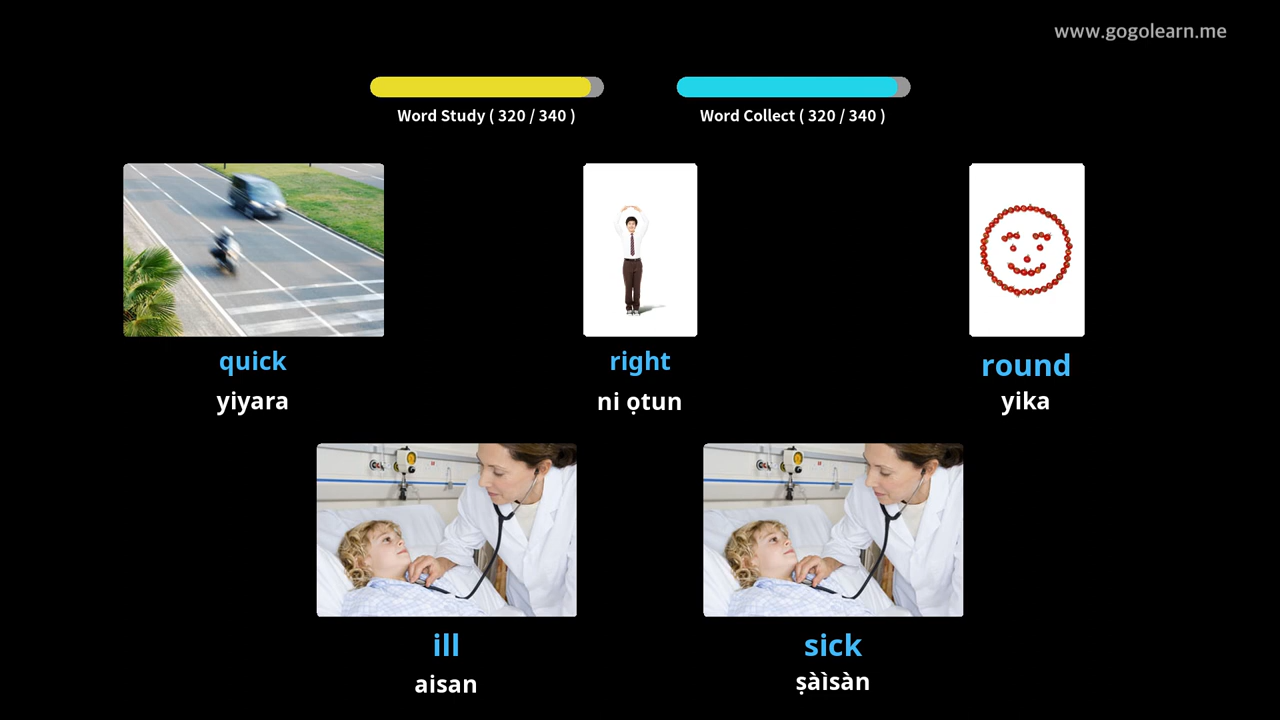 www.gogolearn.me
Word Study ( 320 / 340 )
Word Collect ( 320 / 340 )
quick
right
round
yiyara
ni ọtun
yika
ill
sick
aisan
ṣàìsàn